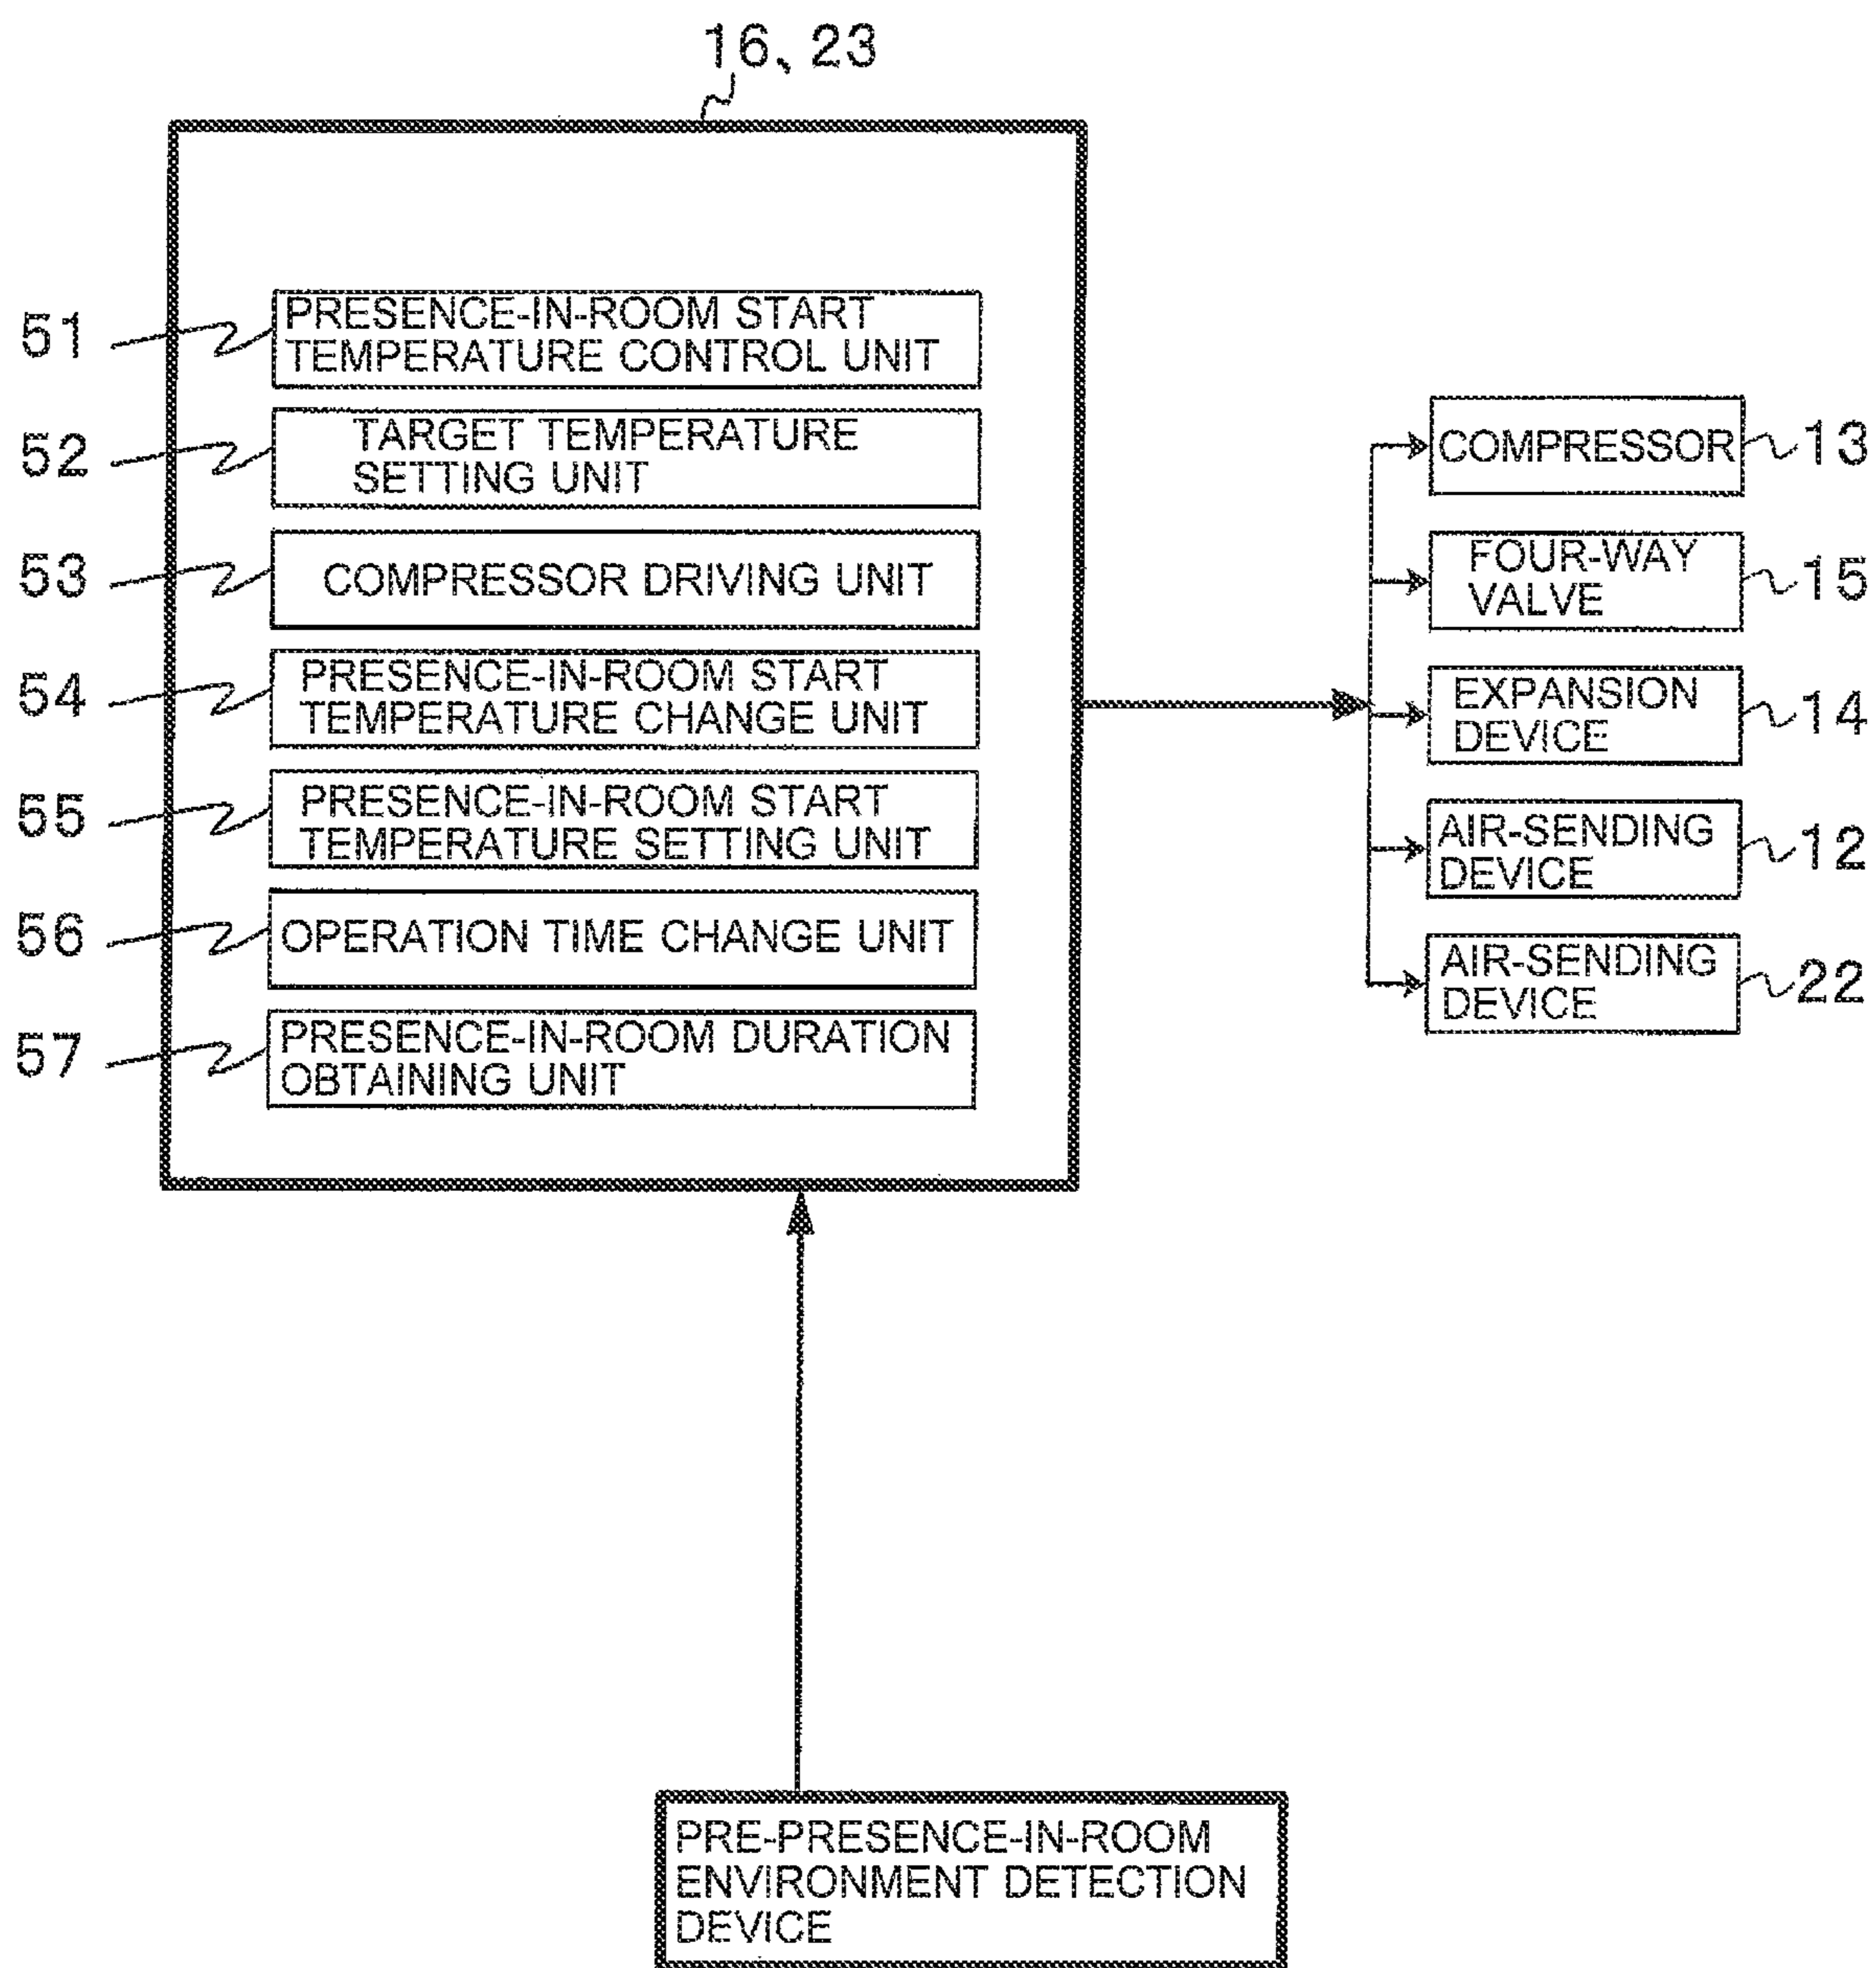 16、23
51
PRESENCE-IN-ROOM START
TEMPERATURE CONTROL UNIT
52
TARGET TEMPERATURE
SETTING UNIT
53
COMPRESSOR DRIVING UNIT
54
PRESENCE-IN-ROOM START
TEMPERATURE CHANGE UNIT
55
PRESENCE-IN-ROOM START
TEMPERATURE SETTING UNIT
56
OPERATION TIME CHANGE UNIT
57
PRESENCE-IN-ROOM DURATION
OBTAINING UNIT
COMPRESSOR
13
FOUR-WAY
VALVE
15
EXPANSION
DEVICE
14
AIR-SENDING
DEVICE
12
AIR-SENDING
DEVICE
22
PRE-PRESENCE-IN-ROOM
ENVIRONMENT DETECTION
DEVICE